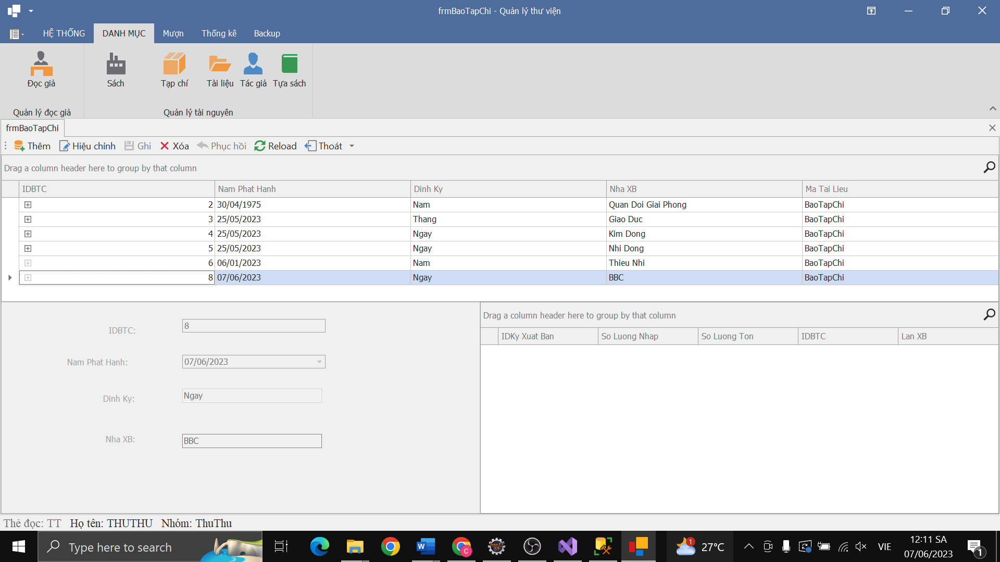 frmBaoTapChi - Quản lý thư viện
HỆ THỐNG DANH MỤC Mượn Thống kê Backup
Đọc giả Sách Tạp chí Tài liệu Tác giả Tựa sách
Quản lý đọc giả Quản lý tài nguyên
frmBaoTapChi
Thêm Hiệu chỉnh Ghi Xóa Phục hồi Reload Thoát
Drag a column header here to group by that column
IDBTC Nam Phat Hanh Dinh Ky Nha XB Ma Tai Lieu
2 30/04/1975 Nam Quan Doi Giai Phong BaoTapChi
3 25/05/2023 Thang Giao Duc BaoTapChi
4 25/05/2023 Ngay Kim Dong BaoTapChi
5 25/05/2023 Ngay Nhi Dong BaoTapChi
6 06/01/2023 Nam Thieu Nhi BaoTapChi
8 07/06/2023 Ngay BBC BaoTapChi
IDBTC: 8
Nam Phat Hanh: 07/06/2023
Dinh Ky: Ngay
Nha XB: BBC
Drag a column header here to group by that column
IDKy Xuat Ban So Luong Nhap So Luong Ton IDBTC Lan XB
Thẻ đọc: TT Họ tên: THUTHU Nhóm: ThuThu
Type here to search
W
C
Java EE
IDE
1
27°C
VIE
12:11 SA
07/06/2023
1